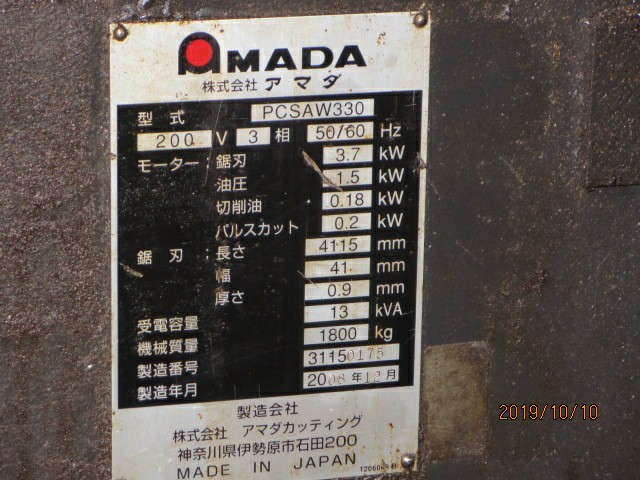 AMADA
株式会社 アマダ
型式 PCSAW330
200 V 3 相 50/60 Hz
モーター:鋸刃 3.7 kW
油圧 1.5 kW
切削油 0.18 kW
パルスカット 0.2 kW
鋸刃:長さ 4115 mm
幅 41 mm
厚さ 0.9 mm
受電容量 13 kVA
機械質量 1800 kg
製造番号 31150175
製造年月 2008年12月
製造会社
株式会社 アマダカッティング
神奈川県伊勢原市石田200
MADE IN JAPAN
2019/10/10